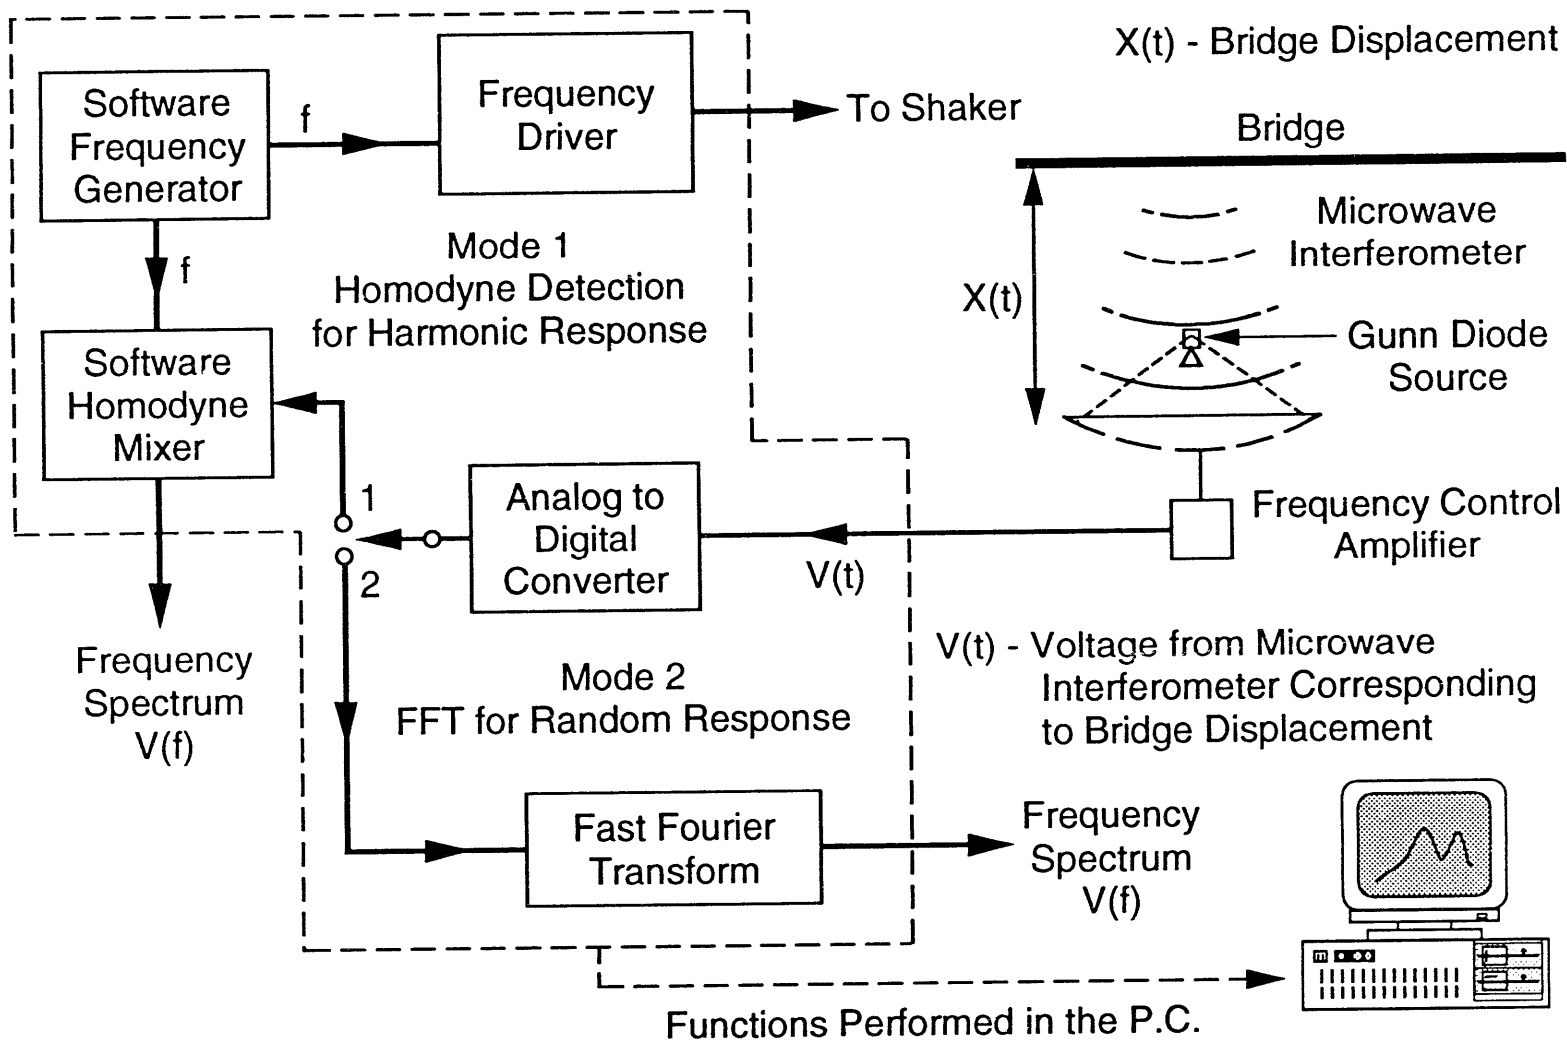 X(t) - Bridge Displacement
Software
Frequency
Generator
f
Frequency
Driver
To Shaker
Bridge
f
Mode 1
Homodyne Detection
for Harmonic Response
Microwave
Interferometer
X(t)
Gunn Diode
Source
Software
Homodyne
Mixer
1
2
Analog to
Digital
Converter
V(t)
Frequency Control
Amplifier
Frequency
Spectrum
V(f)
Mode 2
FFT for Random Response
V(t) - Voltage from Microwave
Interferometer Corresponding
to Bridge Displacement
Fast Fourier
Transform
Frequency
Spectrum
V(f)
Functions Performed in the P.C.